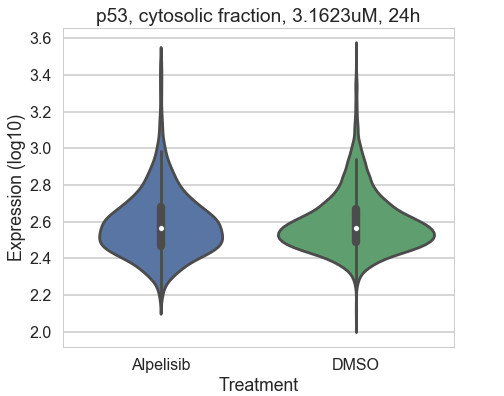 p53, cytosolic fraction, 3.1623uM, 24h
3.6
3.4
3.2
3.0
2.8
2.6
2.4
2.2
2.0
Expression (log10)
Alpelisib
DMSO
Treatment